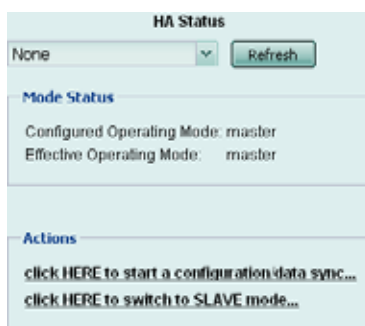 HA Status
None Refresh
Mode Status
Configured Operating Mode: master
Effective Operating Mode: master
Actions
click HERE to start a configuration/data sync...
click HERE to switch to SLAVE mode...